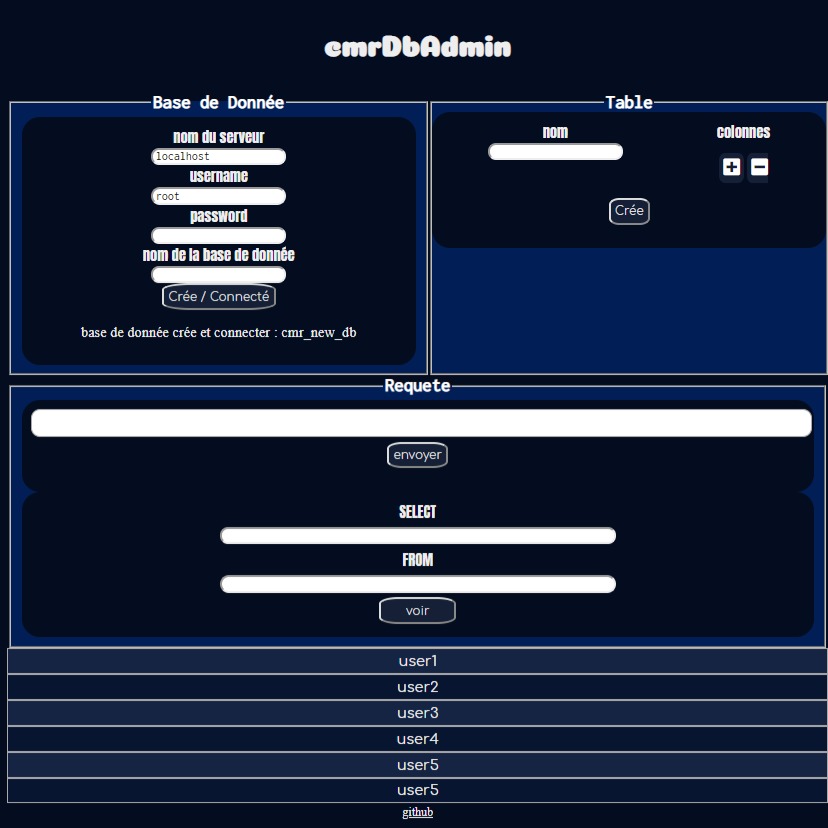 cmrDbAdmin
Base de Donnée
nom du serveur
localhost
username
root
password
nom de la base de donnée
Crée / Connecté
base de donnée crée et connecter : cmr_new_db
Table
nom
colonnes
+ −
Crée
Requete
envoyer
SELECT
FROM
voir
user1
user2
user3
user4
user5
user5
github